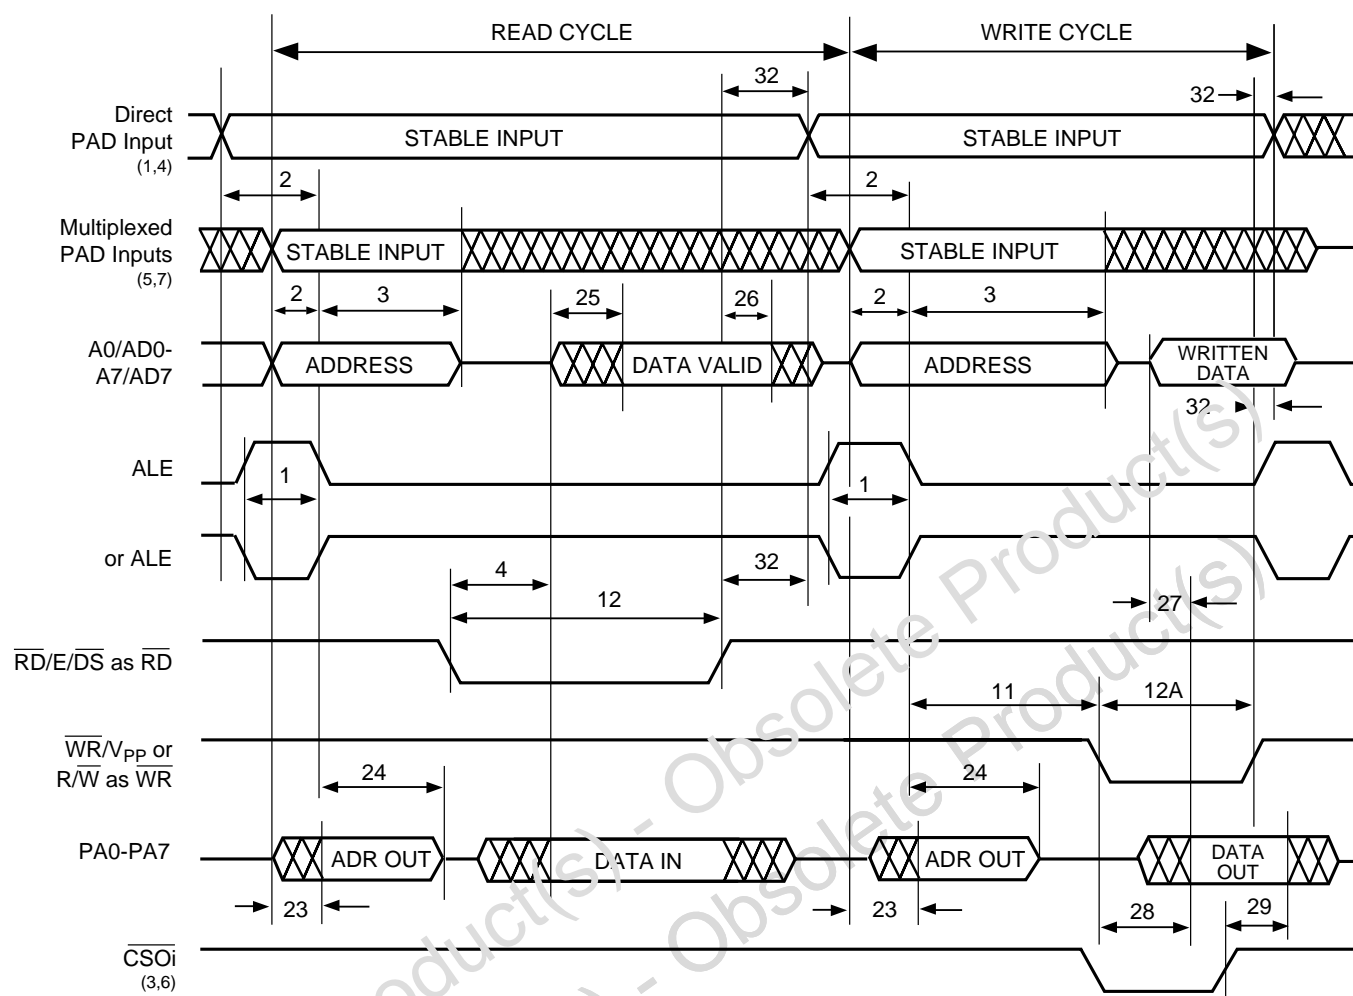 READ CYCLE WRITE CYCLE
32
32
Direct
PAD Input
(1,4)
STABLE INPUT STABLE INPUT
2 2
Multiplexed
PAD Inputs
(5,7)
STABLE INPUT STABLE INPUT
2 3 25 26 2 3
A0/AD0-
A7/AD7
ADDRESS DATA VALID ADDRESS WRITTEN
DATA
32
ALE
1 1
or ALE
4 32
12 27
RD/E/DS as RD
11 12A
WR/VPP or
R/W as WR
24 24
PA0-PA7
ADR OUT DATA IN ADR OUT DATA
OUT
23 23 28 29
CSOi
(3,6)
Product(s) - Obsolete Product(s)
- Obsolete Product(s)